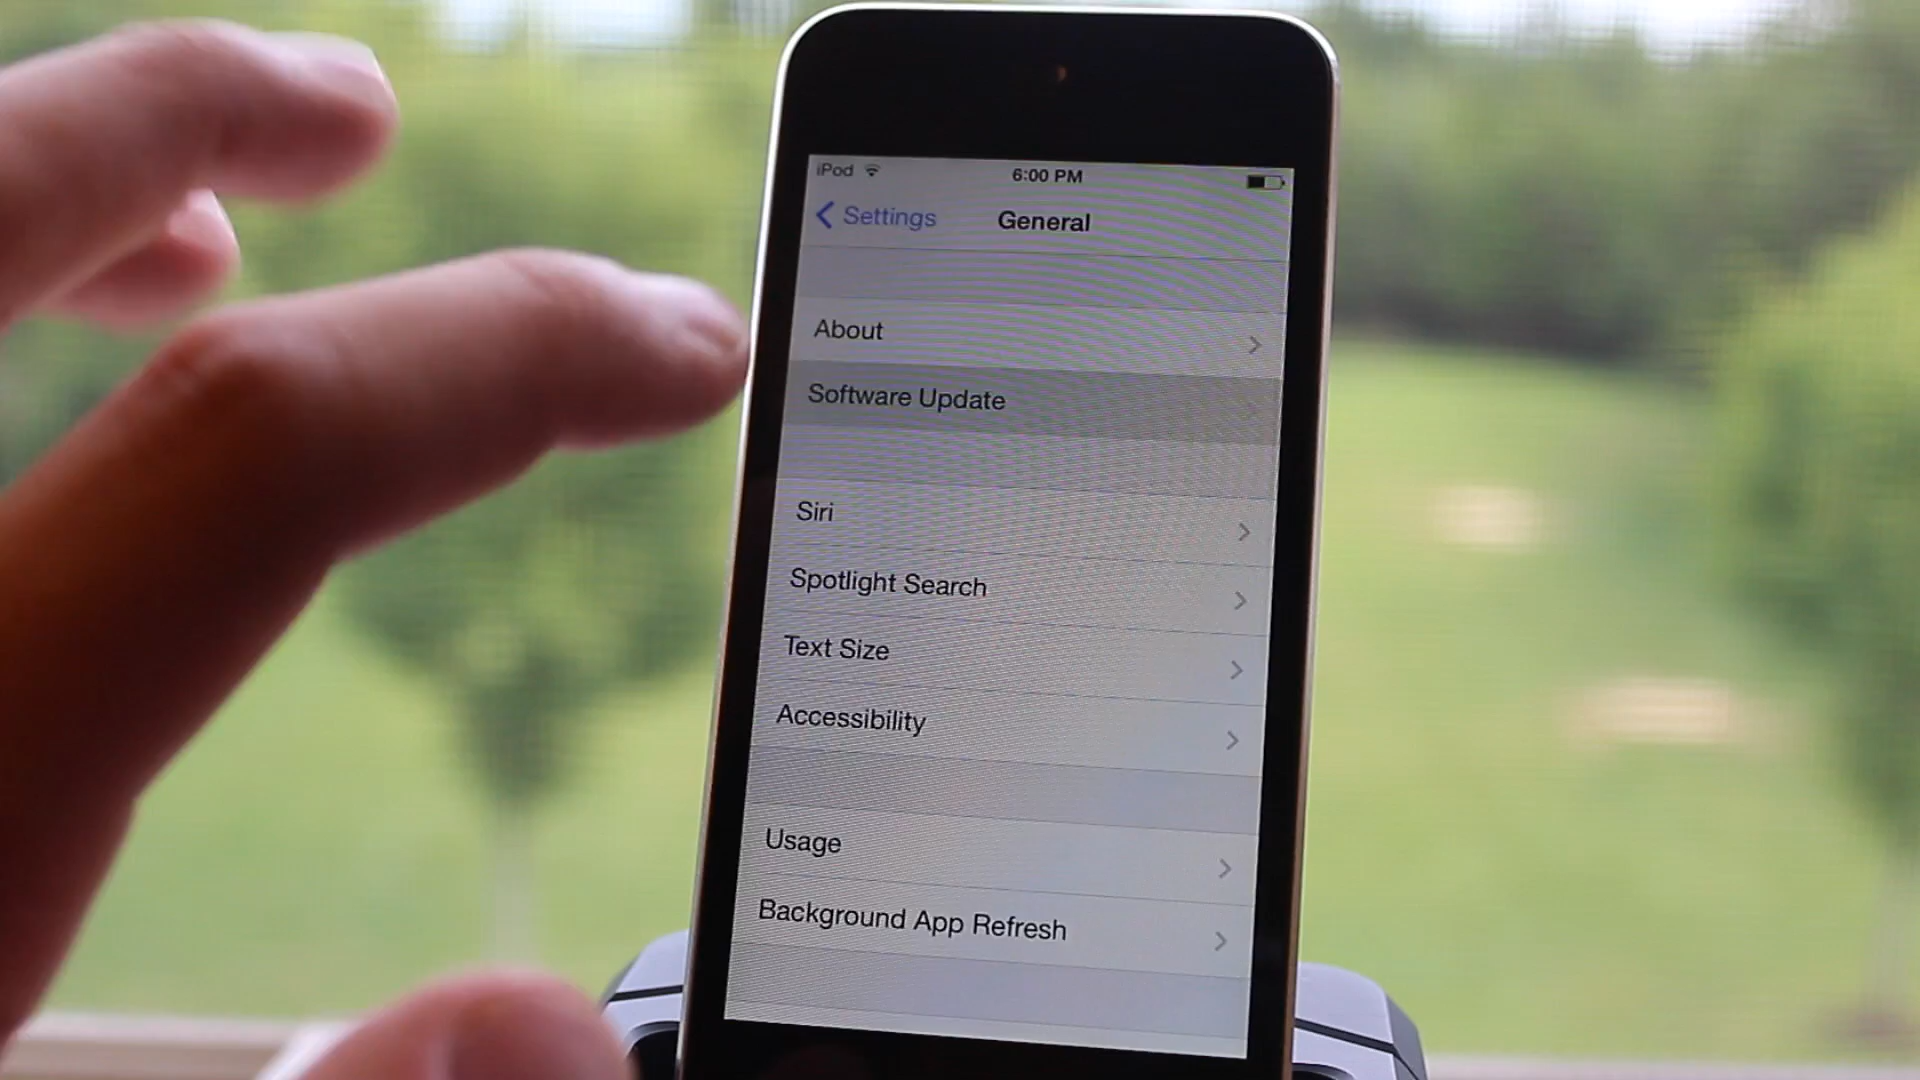 iPod 6:00 PM
Settings General
About
Software Update
Siri
Spotlight Search
Text Size
Accessibility
Usage
Background App Refresh